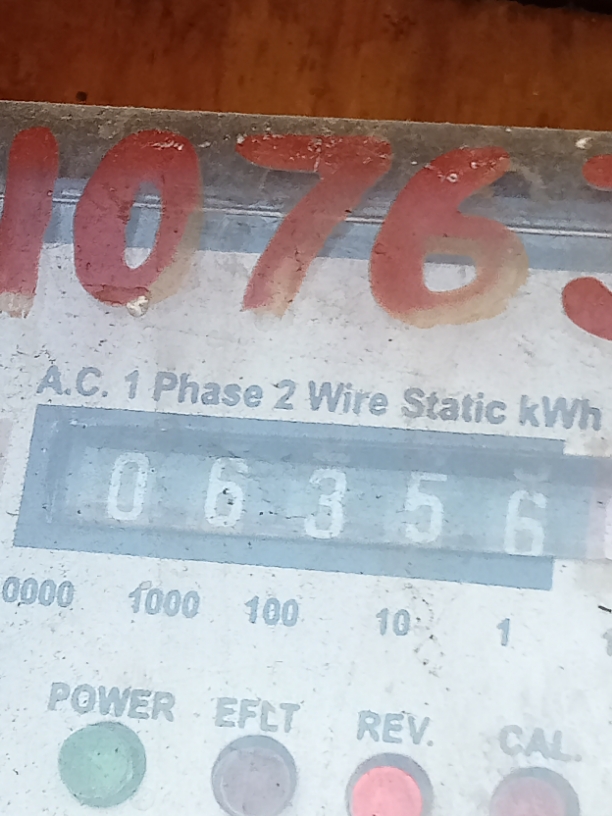 1076
A.C. 1 Phase 2 Wire Static kWh
06356
0000 1000 100 10 1
POWER EFLT REV. CAL.